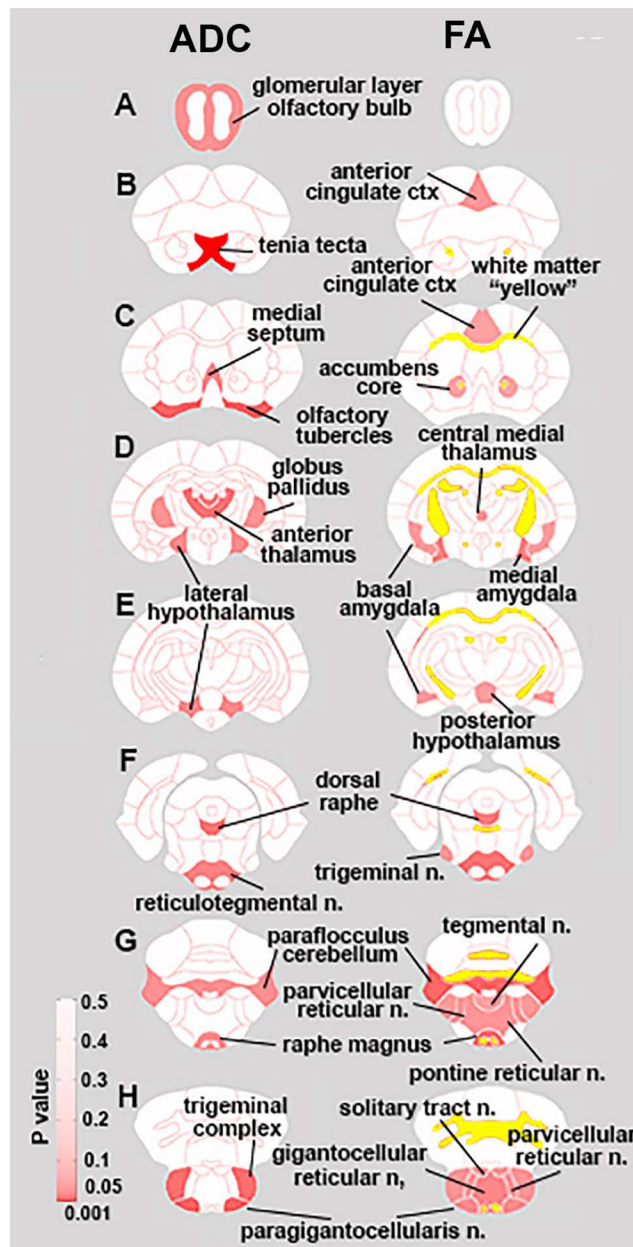 ADC FA
A
glomerular layer
olfactory bulb
B
anterior
cingulate ctx
tenia tecta
anterior
cingulate ctx
white matter
“yellow”
C
medial
septum
accumbens
core
olfactory
tubercles
central medial
thalamus
D
globus
pallidus
anterior
thalamus
lateral
hypothalamus
basal
amygdala
medial
amygdala
E
posterior
hypothalamus
F
dorsal
raphe
trigeminal n.
reticulotegmental n.
tegmental n.
G
paraflocculus
cerebellum
parvicellular
reticular n.
raphe magnus
pontine reticular n.
P value
0.5
0.4
0.3
0.2
0.1
0.05
0.001
H
trigeminal
complex
solitary tract n.
parvicellular
reticular n.
gigantocellular
reticular n,
paragigantocellularis n.